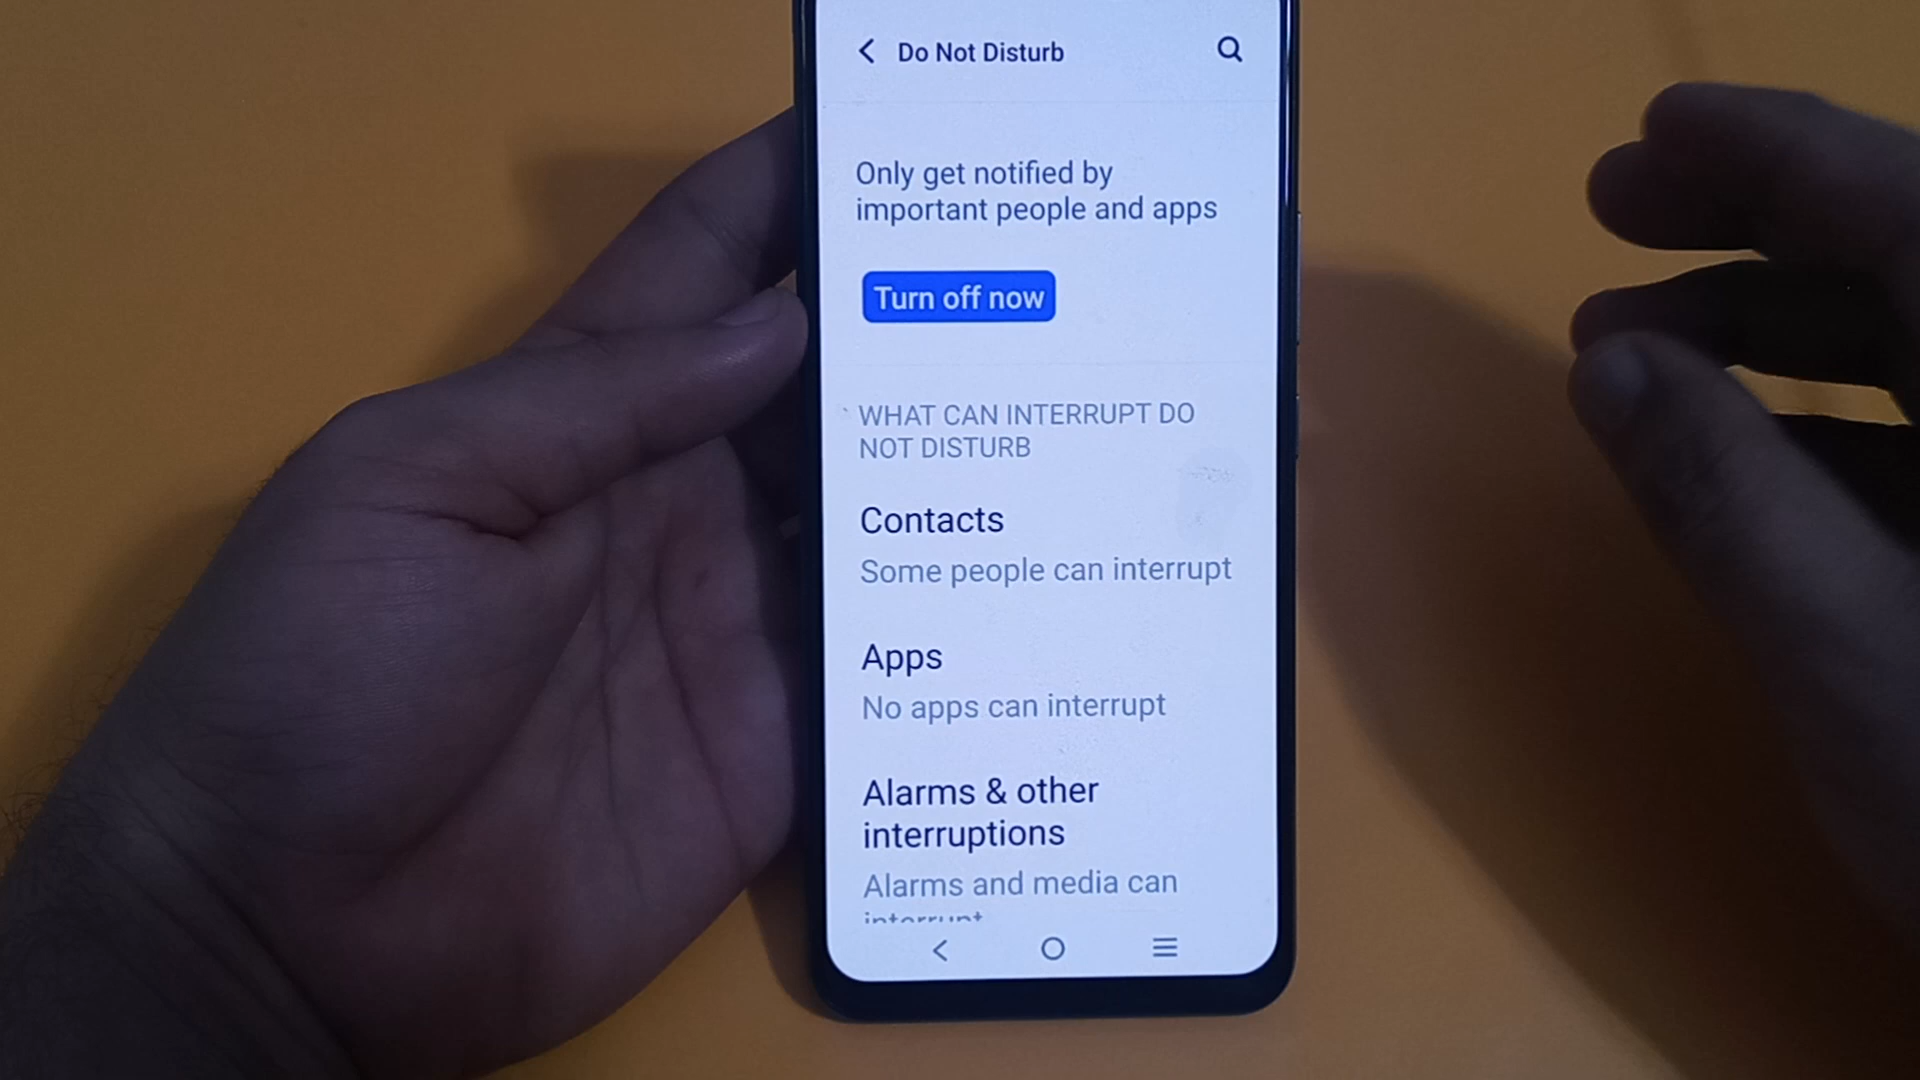 Do Not Disturb
Only get notified by
important people and apps
Turn off now
WHAT CAN INTERRUPT DO
NOT DISTURB
Contacts
Some people can interrupt
Apps
No apps can interrupt
Alarms & other
interruptions
Alarms and media can
interrupt